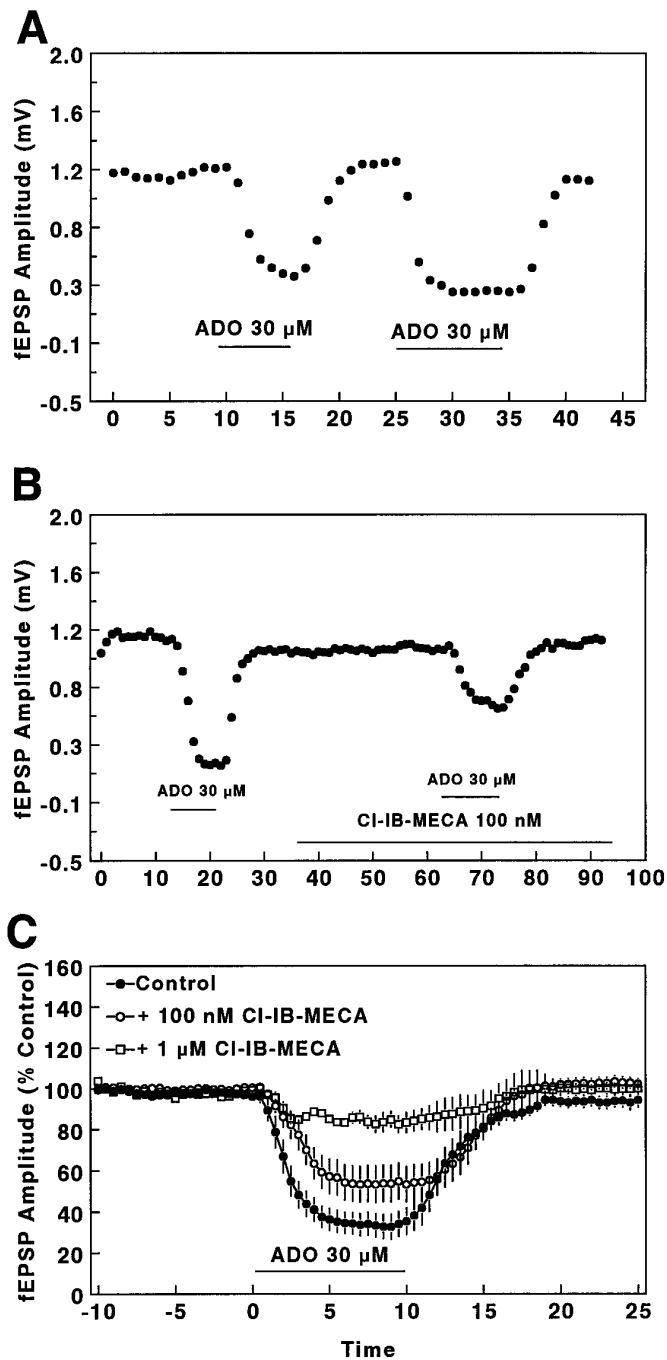 A
fEPSP Amplitude (mV)
2.0
1.6
1.2
0.8
0.3
-0.1
-0.5
ADO 30 µM
ADO 30 µM
0 5 10 15 20 25 30 35 40 45
B
fEPSP Amplitude (mV)
2.0
1.6
1.2
0.8
0.3
-0.1
-0.5
ADO 30 µM
ADO 30 µM
Cl-IB-MECA 100 nM
0 10 20 30 40 50 60 70 80 90 100
C
fEPSP Amplitude (% Control)
160
140
120
100
80
60
40
20
0
Control
+ 100 nM Cl-IB-MECA
+ 1 µM Cl-IB-MECA
ADO 30 µM
-10 -5 0 5 10 15 20 25
Time